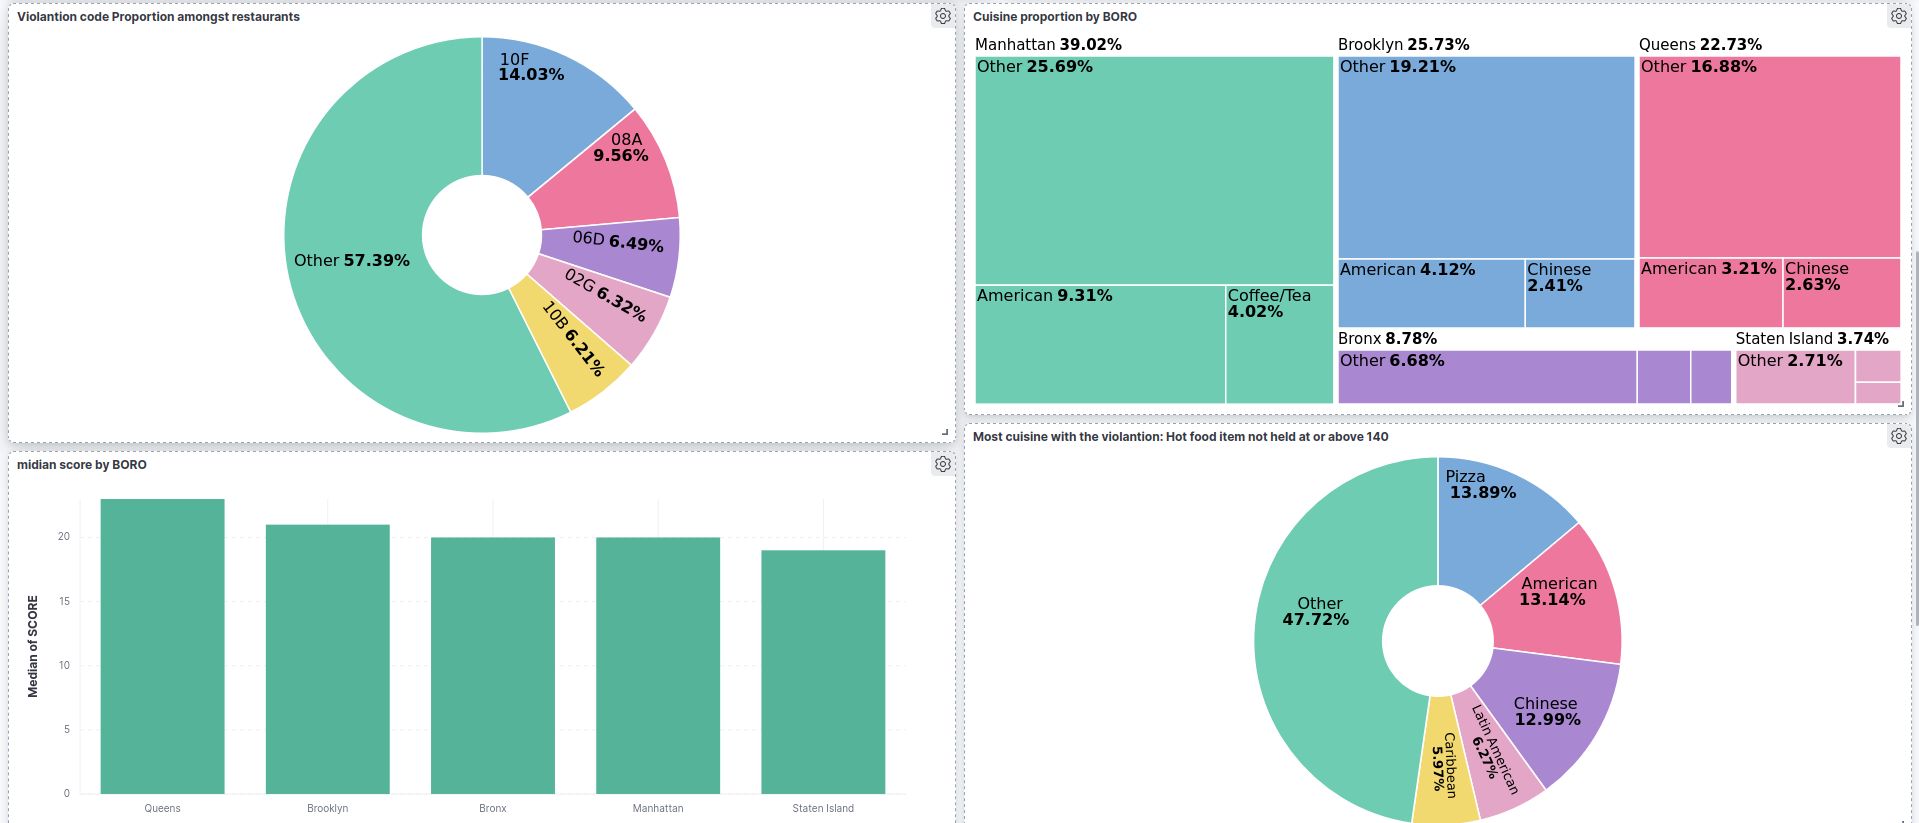 Violantion code Proportion amongst restaurants
10F
14.03%
08A
9.56%
06D 6.49%
02G 6.32%
10B 6.21%
Other 57.39%
Cuisine proportion by BORO
Manhattan 39.02%
Other 25.69%
American 9.31%
Coffee/Tea
4.02%
Brooklyn 25.73%
Other 19.21%
American 4.12%
Chinese
2.41%
Queens 22.73%
Other 16.88%
American 3.21%
Chinese
2.63%
Bronx 8.78%
Other 6.68%
Staten Island 3.74%
Other 2.71%
midian score by BORO
Median of SCORE
20
15
10
5
0
Queens
Brooklyn
Bronx
Manhattan
Staten Island
Most cuisine with the violantion: Hot food item not held at or above 140
Pizza
13.89%
American
13.14%
Chinese
12.99%
Latin American
6.27%
Caribbean
5.97%
Other
47.72%